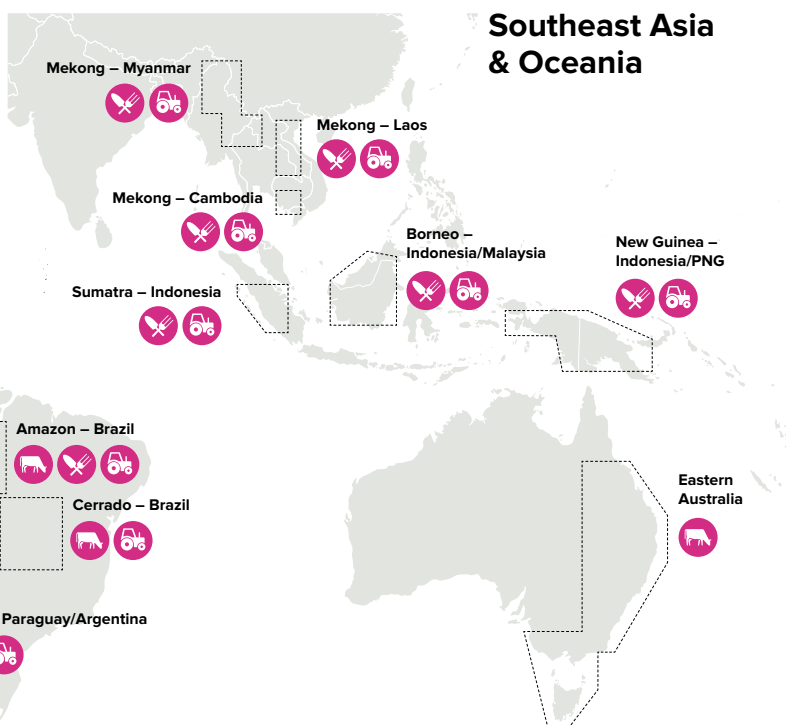 Southeast Asia
& Oceania
Mekong – Myanmar
Mekong – Laos
Mekong – Cambodia
Borneo –
Indonesia/Malaysia
New Guinea –
Indonesia/PNG
Sumatra – Indonesia
Amazon – Brazil
Cerrado – Brazil
Eastern
Australia
Paraguay/Argentina